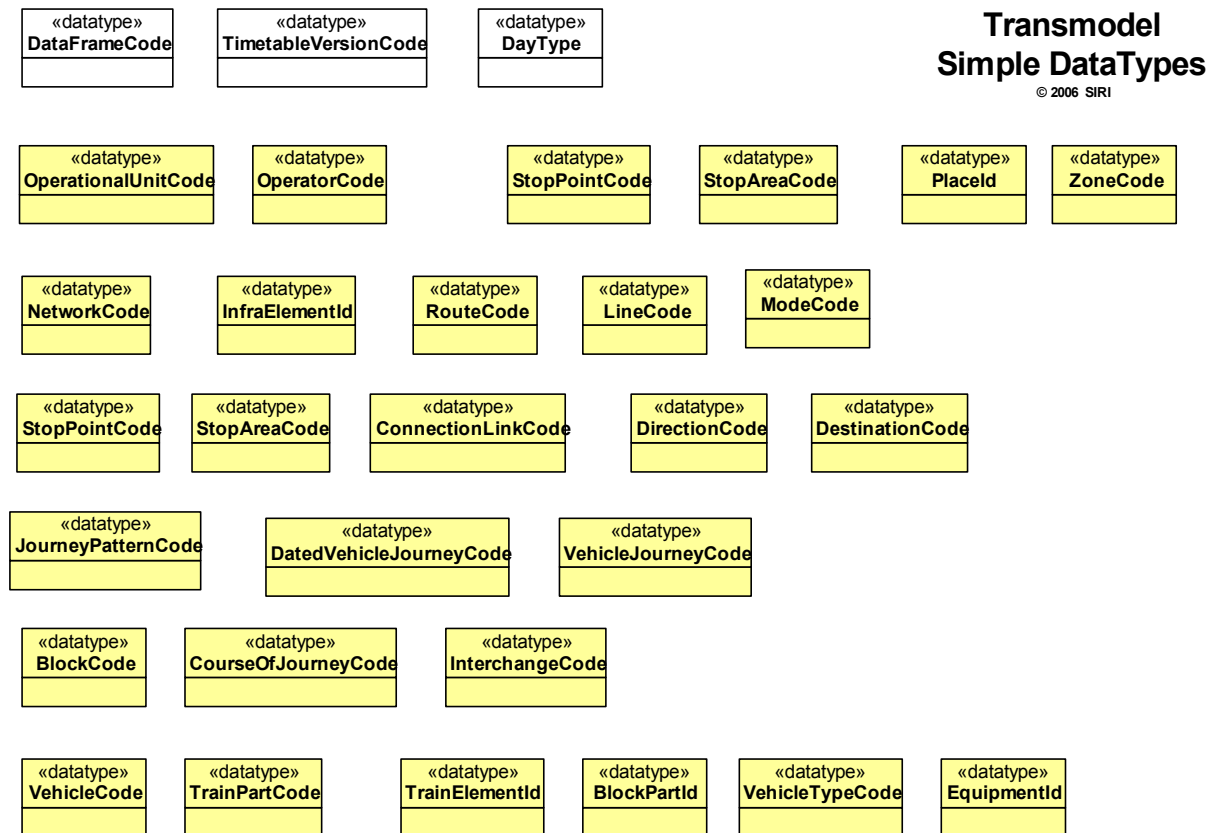 «datatype»
DataFrameCode
«datatype»
TimetableVersionCode
«datatype»
DayType
Transmodel
Simple DataTypes
© 2006 SIRI
«datatype»
OperationalUnitCode
«datatype»
OperatorCode
«datatype»
StopPointCode
«datatype»
StopAreaCode
«datatype»
PlaceId
«datatype»
ZoneCode
«datatype»
NetworkCode
«datatype»
InfraElementId
«datatype»
RouteCode
«datatype»
LineCode
«datatype»
ModeCode
«datatype»
StopPointCode
«datatype»
StopAreaCode
«datatype»
ConnectionLinkCode
«datatype»
DirectionCode
«datatype»
DestinationCode
«datatype»
JourneyPatternCode
«datatype»
DatedVehicleJourneyCode
«datatype»
VehicleJourneyCode
«datatype»
BlockCode
«datatype»
CourseOfJourneyCode
«datatype»
InterchangeCode
«datatype»
VehicleCode
«datatype»
TrainPartCode
«datatype»
TrainElementId
«datatype»
BlockPartId
«datatype»
VehicleTypeCode
«datatype»
EquipmentId